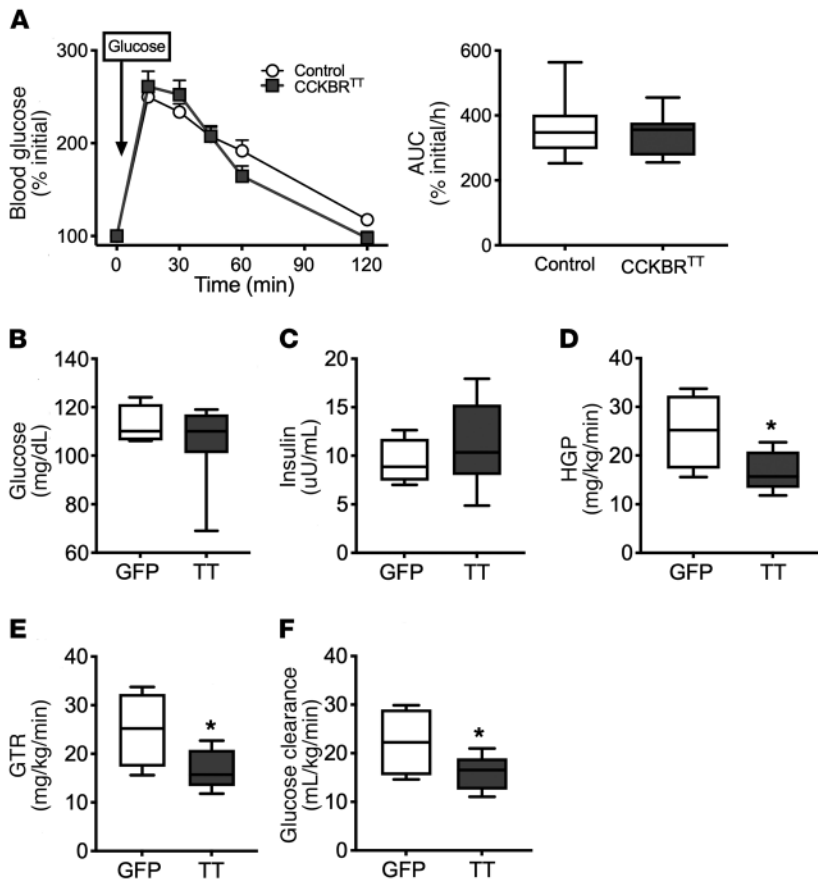 A
Glucose
Control
CCKBRᵀᵀ
Blood glucose
(% initial)
300
200
100
0
30
60
90
120
Time (min)
AUC
(% initial/h)
600
400
200
0
Control
CCKBRᵀᵀ
B
Glucose
(mg/dL)
140
120
100
80
60
GFP
TT
C
Insulin
(uU/mL)
20
15
10
5
0
GFP
TT
D
HGP
(mg/kg/min)
40
30
20
10
0
*
GFP
TT
E
GTR
(mg/kg/min)
40
30
20
10
0
*
GFP
TT
F
Glucose clearance
(mL/kg/min)
40
30
20
10
0
*
GFP
TT